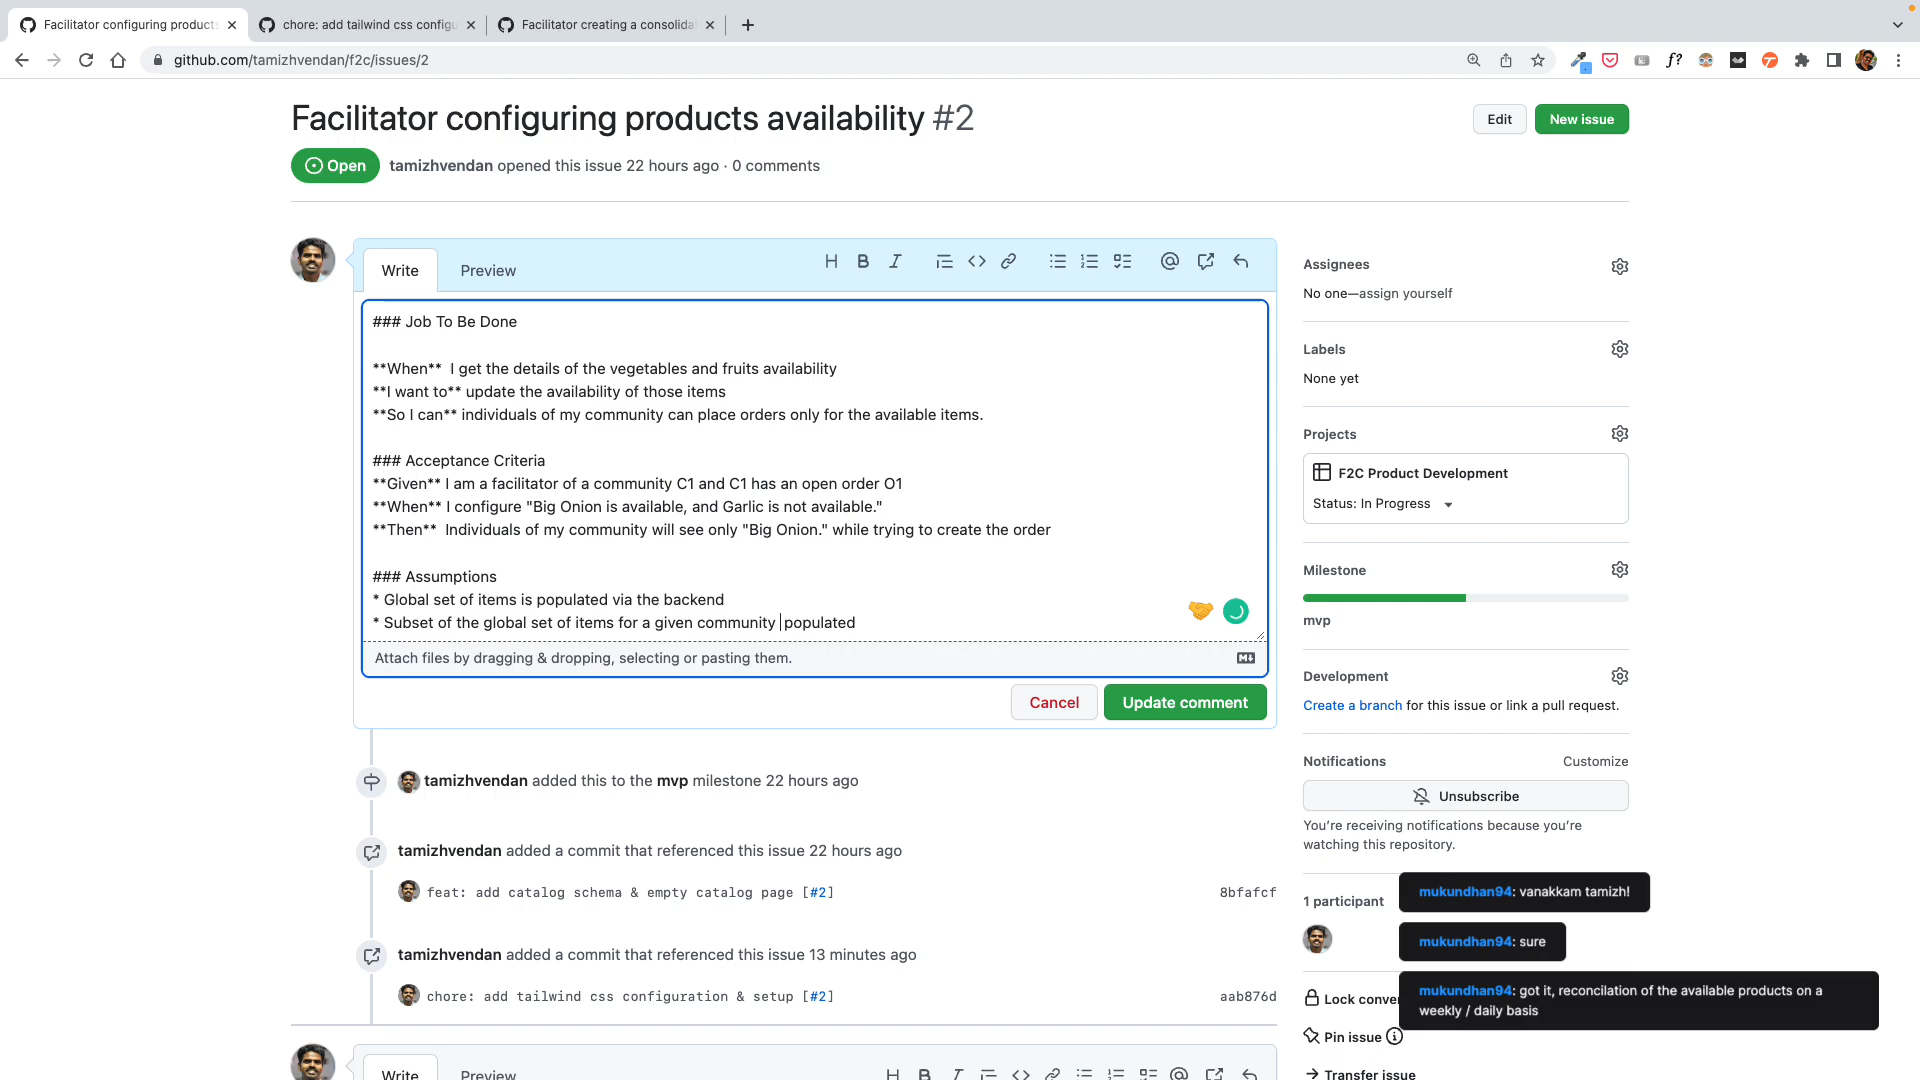 Facilitator configuring products
chore: add tailwind css configu
Facilitator creating a consolida
github.com/tamizhvendan/f2c/issues/2
Facilitator configuring products availability #2
Edit
New issue
Open
tamizhvendan opened this issue 22 hours ago · 0 comments
Write
Preview
### Job To Be Done
**When**  I get the details of the vegetables and fruits availability
**I want to** update the availability of those items
**So I can** individuals of my community can place orders only for the available items.
### Acceptance Criteria
**Given** I am a facilitator of a community C1 and C1 has an open order O1
**When** I configure "Big Onion is available, and Garlic is not available."
**Then**  Individuals of my community will see only "Big Onion." while trying to create the order
### Assumptions
* Global set of items is populated via the backend
* Subset of the global set of items for a given community populated
Attach files by dragging & dropping, selecting or pasting them.
Cancel
Update comment
tamizhvendan added this to the mvp milestone 22 hours ago
tamizhvendan added a commit that referenced this issue 22 hours ago
feat: add catalog schema & empty catalog page [#2]
8bfafcf
tamizhvendan added a commit that referenced this issue 13 minutes ago
chore: add tailwind css configuration & setup [#2]
aab876d
Write
Preview
Assignees
No one—assign yourself
Labels
None yet
Projects
F2C Product Development
Status: In Progress
Milestone
mvp
Development
Create a branch for this issue or link a pull request.
Notifications
Customize
Unsubscribe
You're receiving notifications because you're
watching this repository.
1 participant
mukundhan94: vanakkam tamizh!
mukundhan94: sure
mukundhan94: got it, reconcilation of the available products on a
weekly / daily basis
Lock conver
Pin issue
Transfer issue